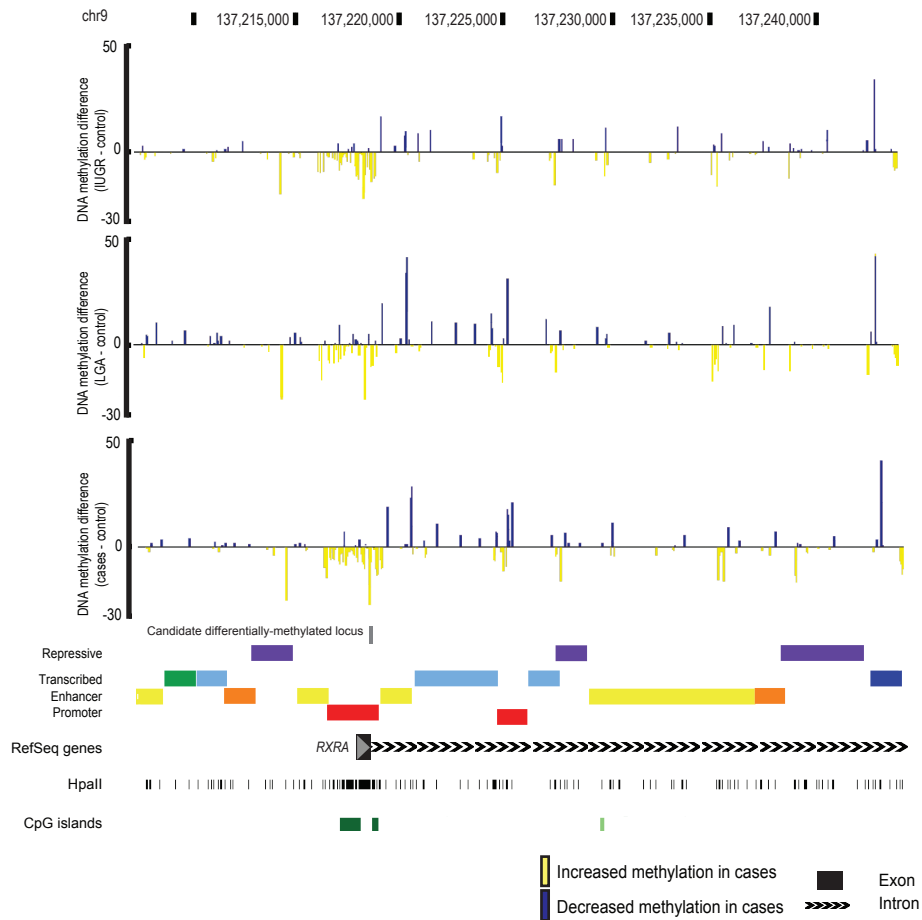 chr9
137,215,000
137,220,000
137,225,000
137,230,000
137,235,000
137,240,000
50
0
-30
DNA methylation difference
(IUGR - control)
50
0
-30
DNA methylation difference
(LGA - control)
50
0
-30
DNA methylation difference
(cases - control)
Candidate differentially-methylated locus
Repressive
Transcribed
Enhancer
Promoter
RefSeq genes
RXRA
HpaII
CpG islands
Increased methylation in cases
Decreased methylation in cases
Exon
Intron